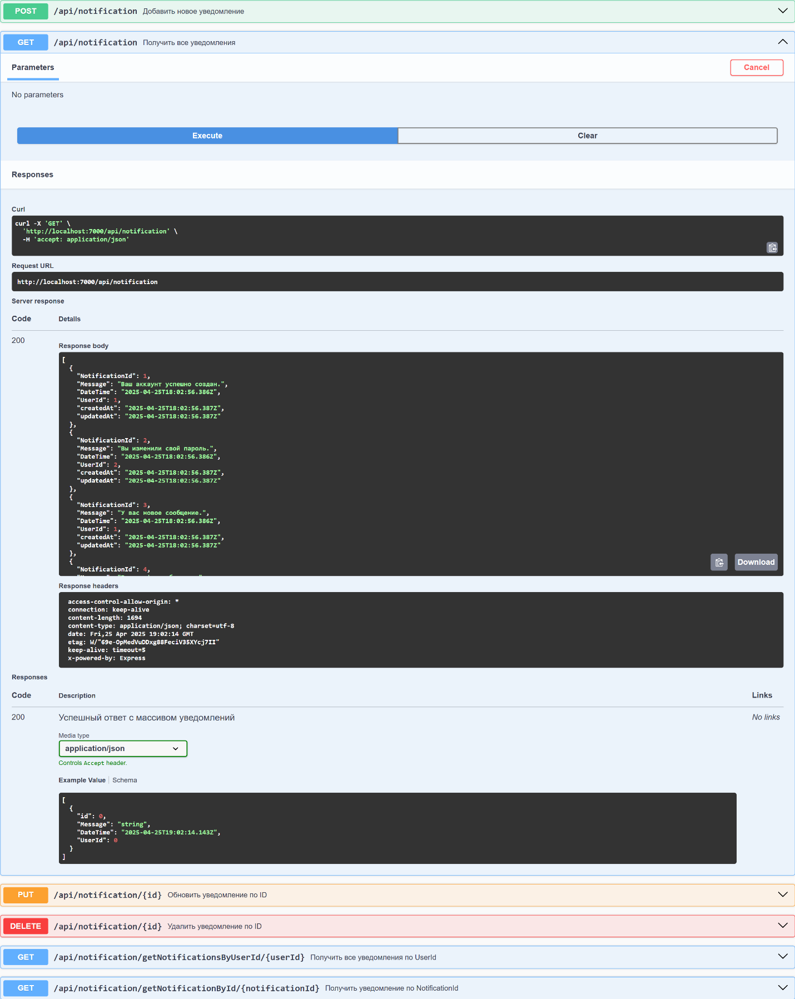 POST /api/notification Добавить новое уведомление
GET /api/notification Получить все уведомления
Parameters Cancel
No parameters
Execute Clear
Responses
Curl
curl -X 'GET' \
'http://localhost:7000/api/notification' \
-H 'accept: application/json'
Request URL
http://localhost:7000/api/notification
Server response
Code Details
200
Response body
[
{
"NotificationId": 1,
"Message": "Ваш аккаунт успешно создан.",
"DateTime": "2025-04-25T18:02:56.386Z",
"UserId": 1,
"createdAt": "2025-04-25T18:02:56.387Z",
"updatedAt": "2025-04-25T18:02:56.387Z"
},
{
"NotificationId": 2,
"Message": "Вы изменили свой пароль.",
"DateTime": "2025-04-25T18:02:56.386Z",
"UserId": 2,
"createdAt": "2025-04-25T18:02:56.387Z",
"updatedAt": "2025-04-25T18:02:56.387Z"
},
{
"NotificationId": 3,
"Message": "У вас новое сообщение.",
"DateTime": "2025-04-25T18:02:56.386Z",
"UserId": 1,
"createdAt": "2025-04-25T18:02:56.387Z",
"updatedAt": "2025-04-25T18:02:56.387Z"
},
{
"NotificationId": 4,
Download
Response headers
access-control-allow-origin: *
connection: keep-alive
content-length: 1694
content-type: application/json; charset=utf-8
date: Fri,25 Apr 2025 19:02:14 GMT
etag: W/"69e-OpMedVuDDxg88FeciV35XYcj7II"
keep-alive: timeout=5
x-powered-by: Express
Responses
Code Description Links
200 Успешный ответ с массивом уведомлений No links
Media type
application/json
Controls Accept header.
Example Value Schema
[
{
"id": 0,
"Message": "string",
"DateTime": "2025-04-25T19:02:14.143Z",
"UserId": 0
}
]
PUT /api/notification/{id} Обновить уведомление по ID
DELETE /api/notification/{id} Удалить уведомление по ID
GET /api/notification/getNotificationsByUserId/{userId} Получить все уведомления по UserId
GET /api/notification/getNotificationById/{notificationId} Получить уведомление по NotificationId